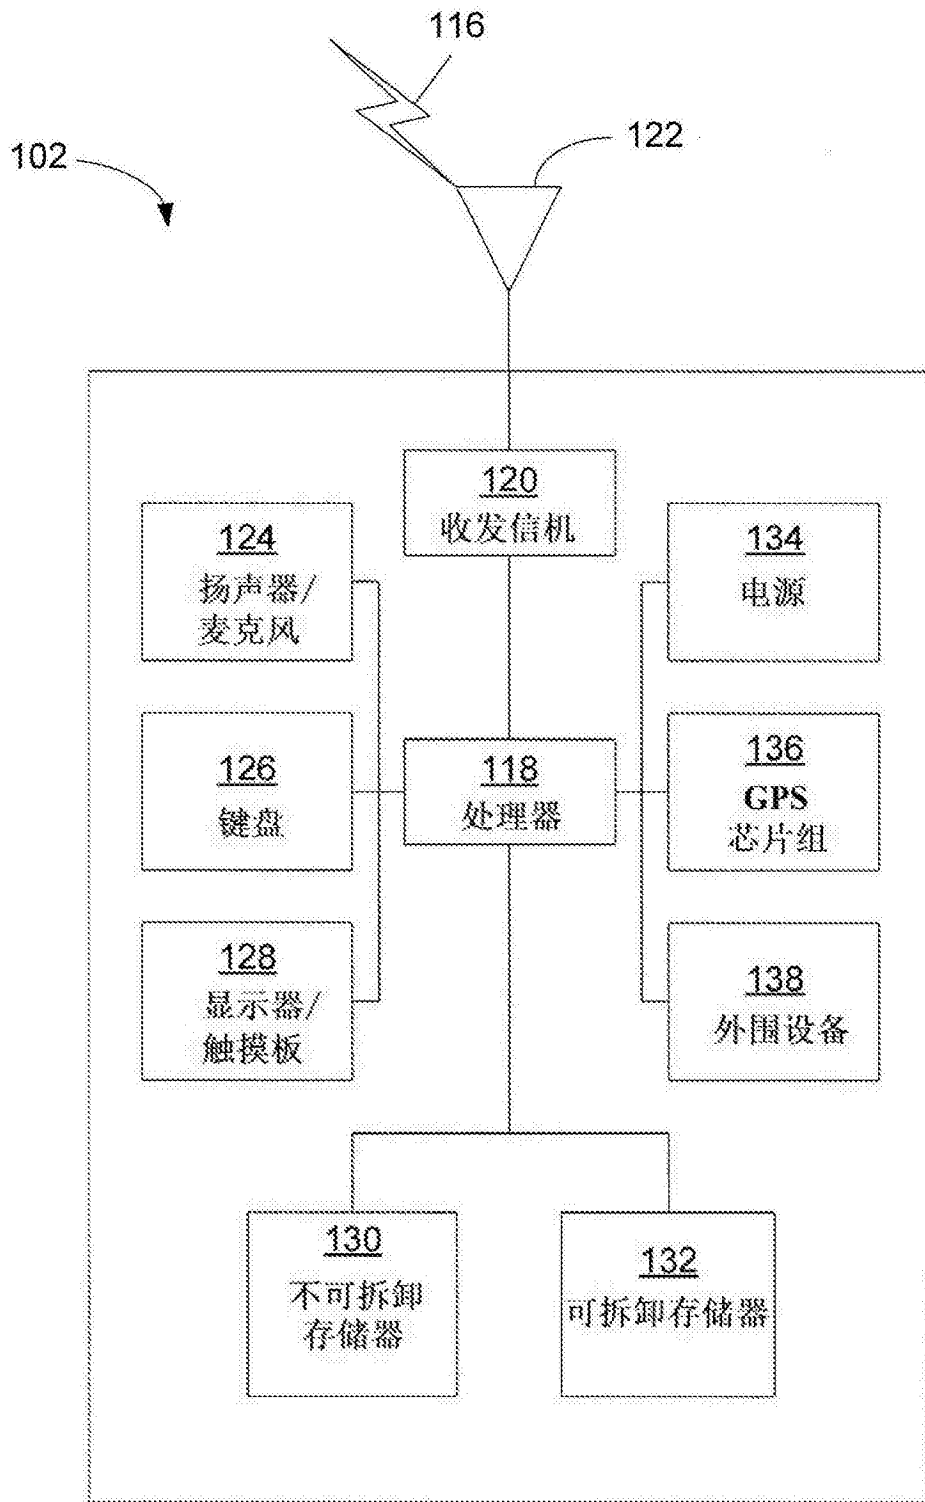 116
122
102
120
收发信机
124
扬声器/
麦克风
134
电源
126
键盘
118
处理器
136
GPS
芯片组
128
显示器/
触摸板
138
外围设备
130
不可拆卸
存储器
132
可拆卸存储器